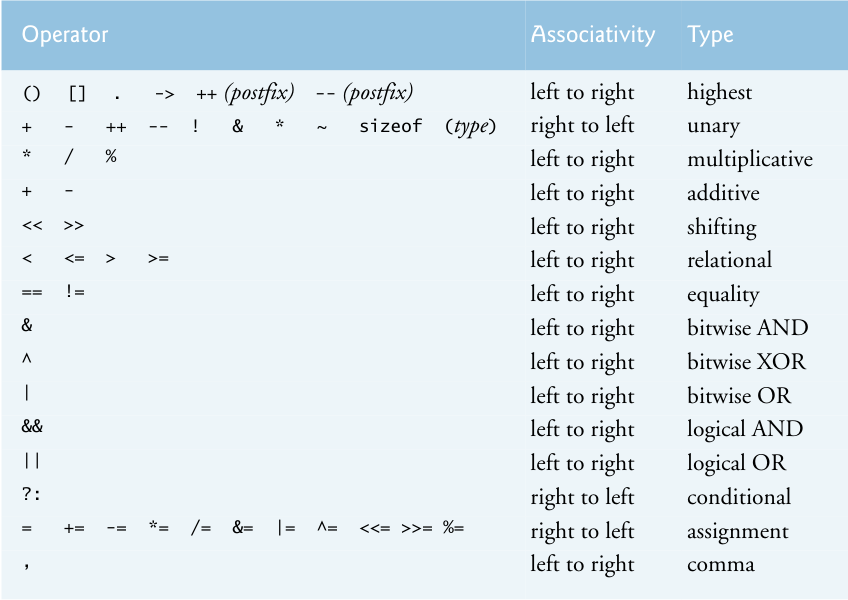 Operator Associativity Type
() [] . -> ++ (postfix) -- (postfix) left to right highest
+ - ++ -- ! & * ~ sizeof (type) right to left unary
* / % left to right multiplicative
+ - left to right additive
<< >> left to right shifting
< <= > >= left to right relational
== != left to right equality
& left to right bitwise AND
^ left to right bitwise XOR
| left to right bitwise OR
&& left to right logical AND
|| left to right logical OR
?: right to left conditional
= += -= *= /= &= |= ^= <<= >>= %= right to left assignment
, left to right comma